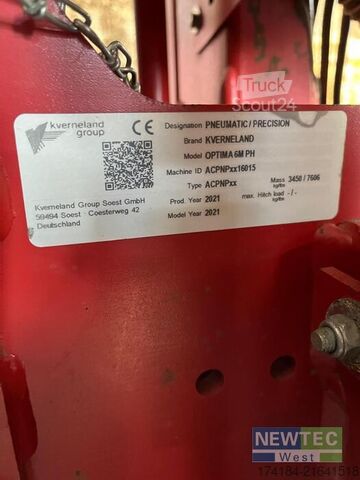 Truck
Scout24
kverneland
group
CE
Designation PNEUMATIC / PRECISION
Brand KVERNELAND
Model OPTIMA 6M PH
Machine ID ACPNPxx16015
Type ACPNPxx
Mass kg/lbs 3450 / 7606
Prod. Year 2021
max. Hitch load kg/lbs - / -
Model Year 2021
Kverneland Group Soest GmbH
59494 Soest · Coesterweg 42
Deutschland
NEWTEC
West
174184-21641518